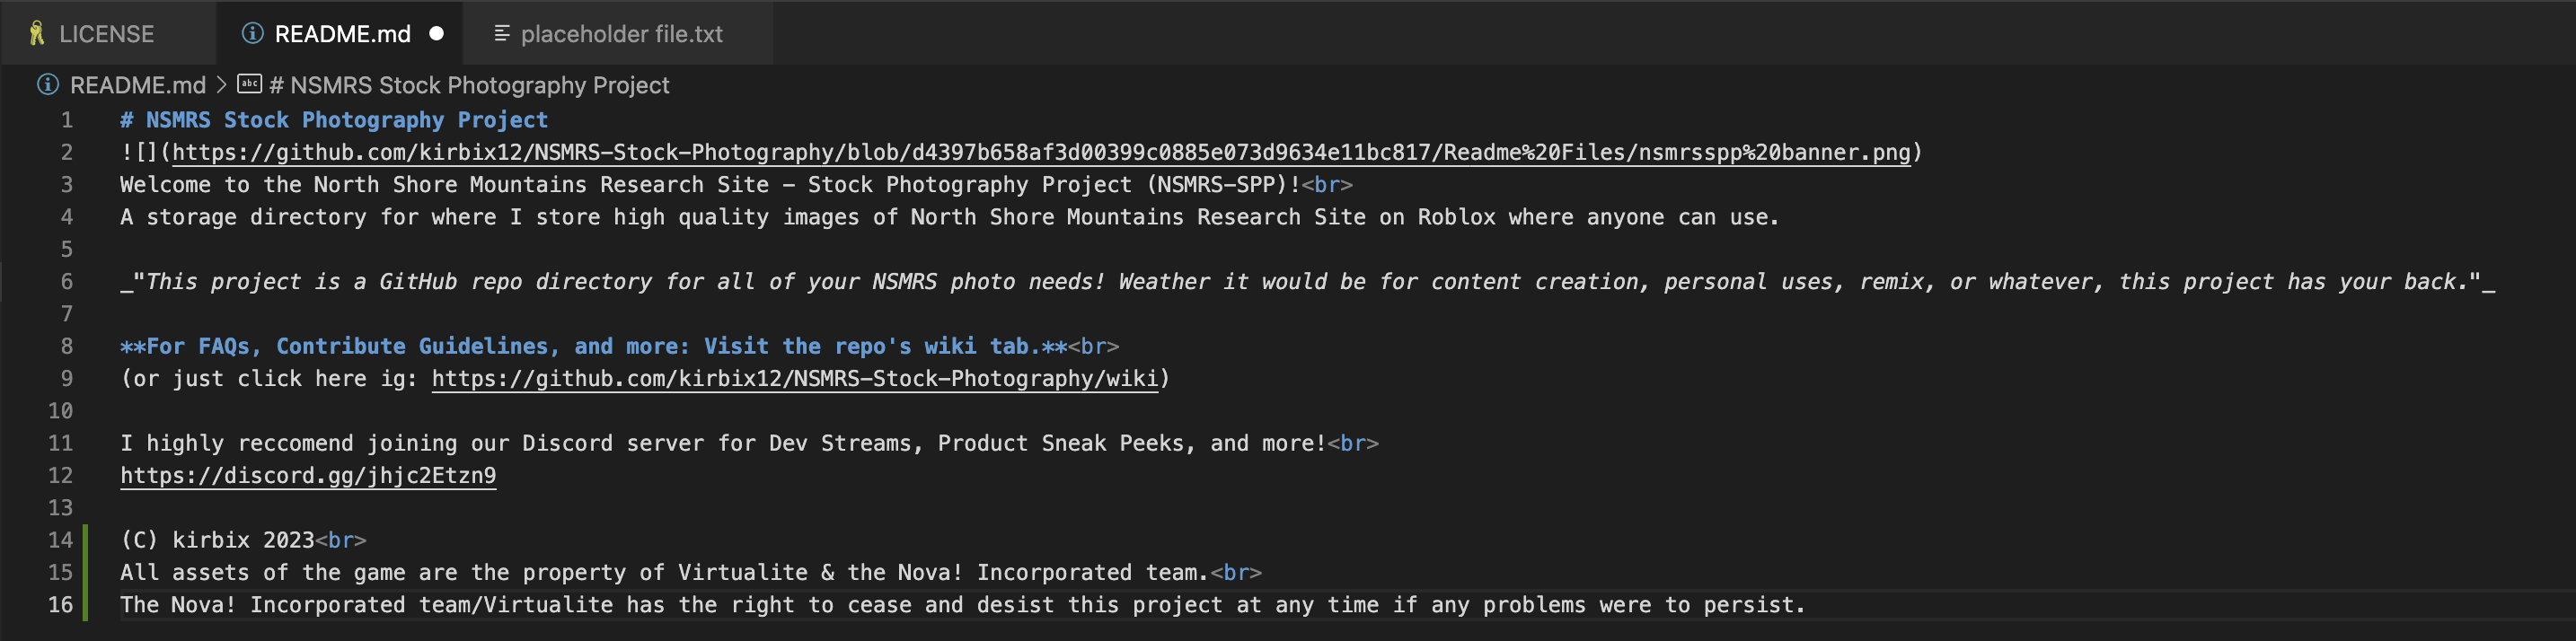 LICENSE README.md placeholder file.txt
README.md > # NSMRS Stock Photography Project
1 # NSMRS Stock Photography Project
2 ![](https://github.com/kirbix12/NSMRS-Stock-Photography/blob/d4397b658af3d00399c0885e073d9634e11bc817/Readme%20Files/nsmrsspp%20banner.png)
3 Welcome to the North Shore Mountains Research Site - Stock Photography Project (NSMRS-SPP)!<br>
4 A storage directory for where I store high quality images of North Shore Mountains Research Site on Roblox where anyone can use.
5
6 _"This project is a GitHub repo directory for all of your NSMRS photo needs! Weather it would be for content creation, personal uses, remix, or whatever, this project has your back."_
7
8 **For FAQs, Contribute Guidelines, and more: Visit the repo's wiki tab.**<br>
9 (or just click here ig: https://github.com/kirbix12/NSMRS-Stock-Photography/wiki)
10
11 I highly reccomend joining our Discord server for Dev Streams, Product Sneak Peeks, and more!<br>
12 https://discord.gg/jhjc2Etzn9
13
14 (C) kirbix 2023<br>
15 All assets of the game are the property of Virtualite & the Nova! Incorporated team.<br>
16 The Nova! Incorporated team/Virtualite has the right to cease and desist this project at any time if any problems were to persist.